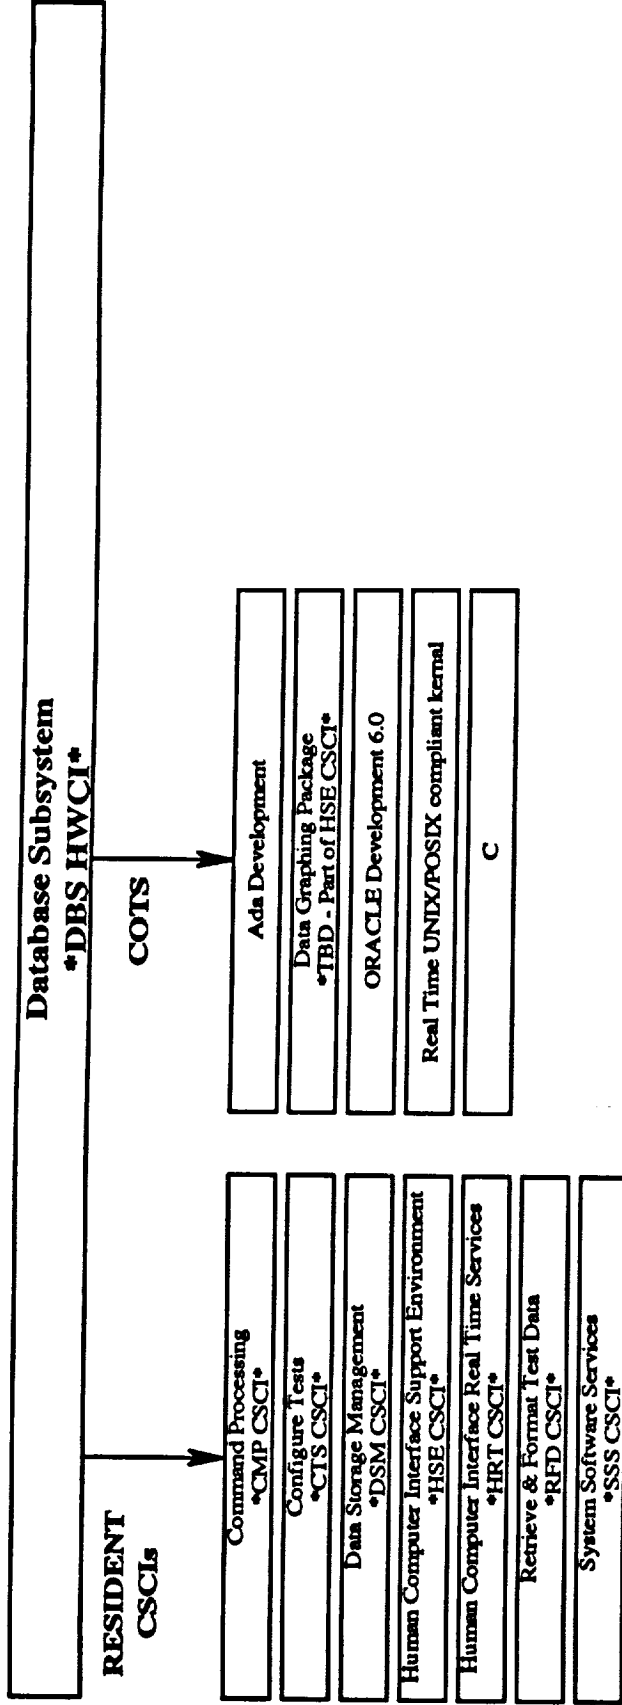 Database Subsystem
*DBS HWCI*
RESIDENT
CSCIs
Command Processing
*CMP CSCI*
Configure Tests
*CTS CSCI*
Data Storage Management
*DSM CSCI*
Human Computer Interface Support Environment
*HSE CSCI*
Human Computer Interface Real Time Services
*HRT CSCI*
Retrieve & Format Test Data
*RFD CSCI*
System Software Services
*SSS CSCI*
COTS
Ada Development
Data Graphing Package
*TBD - Part of HSE CSCI*
ORACLE Development 6.0
Real Time UNIX/POSIX compliant kernal
C